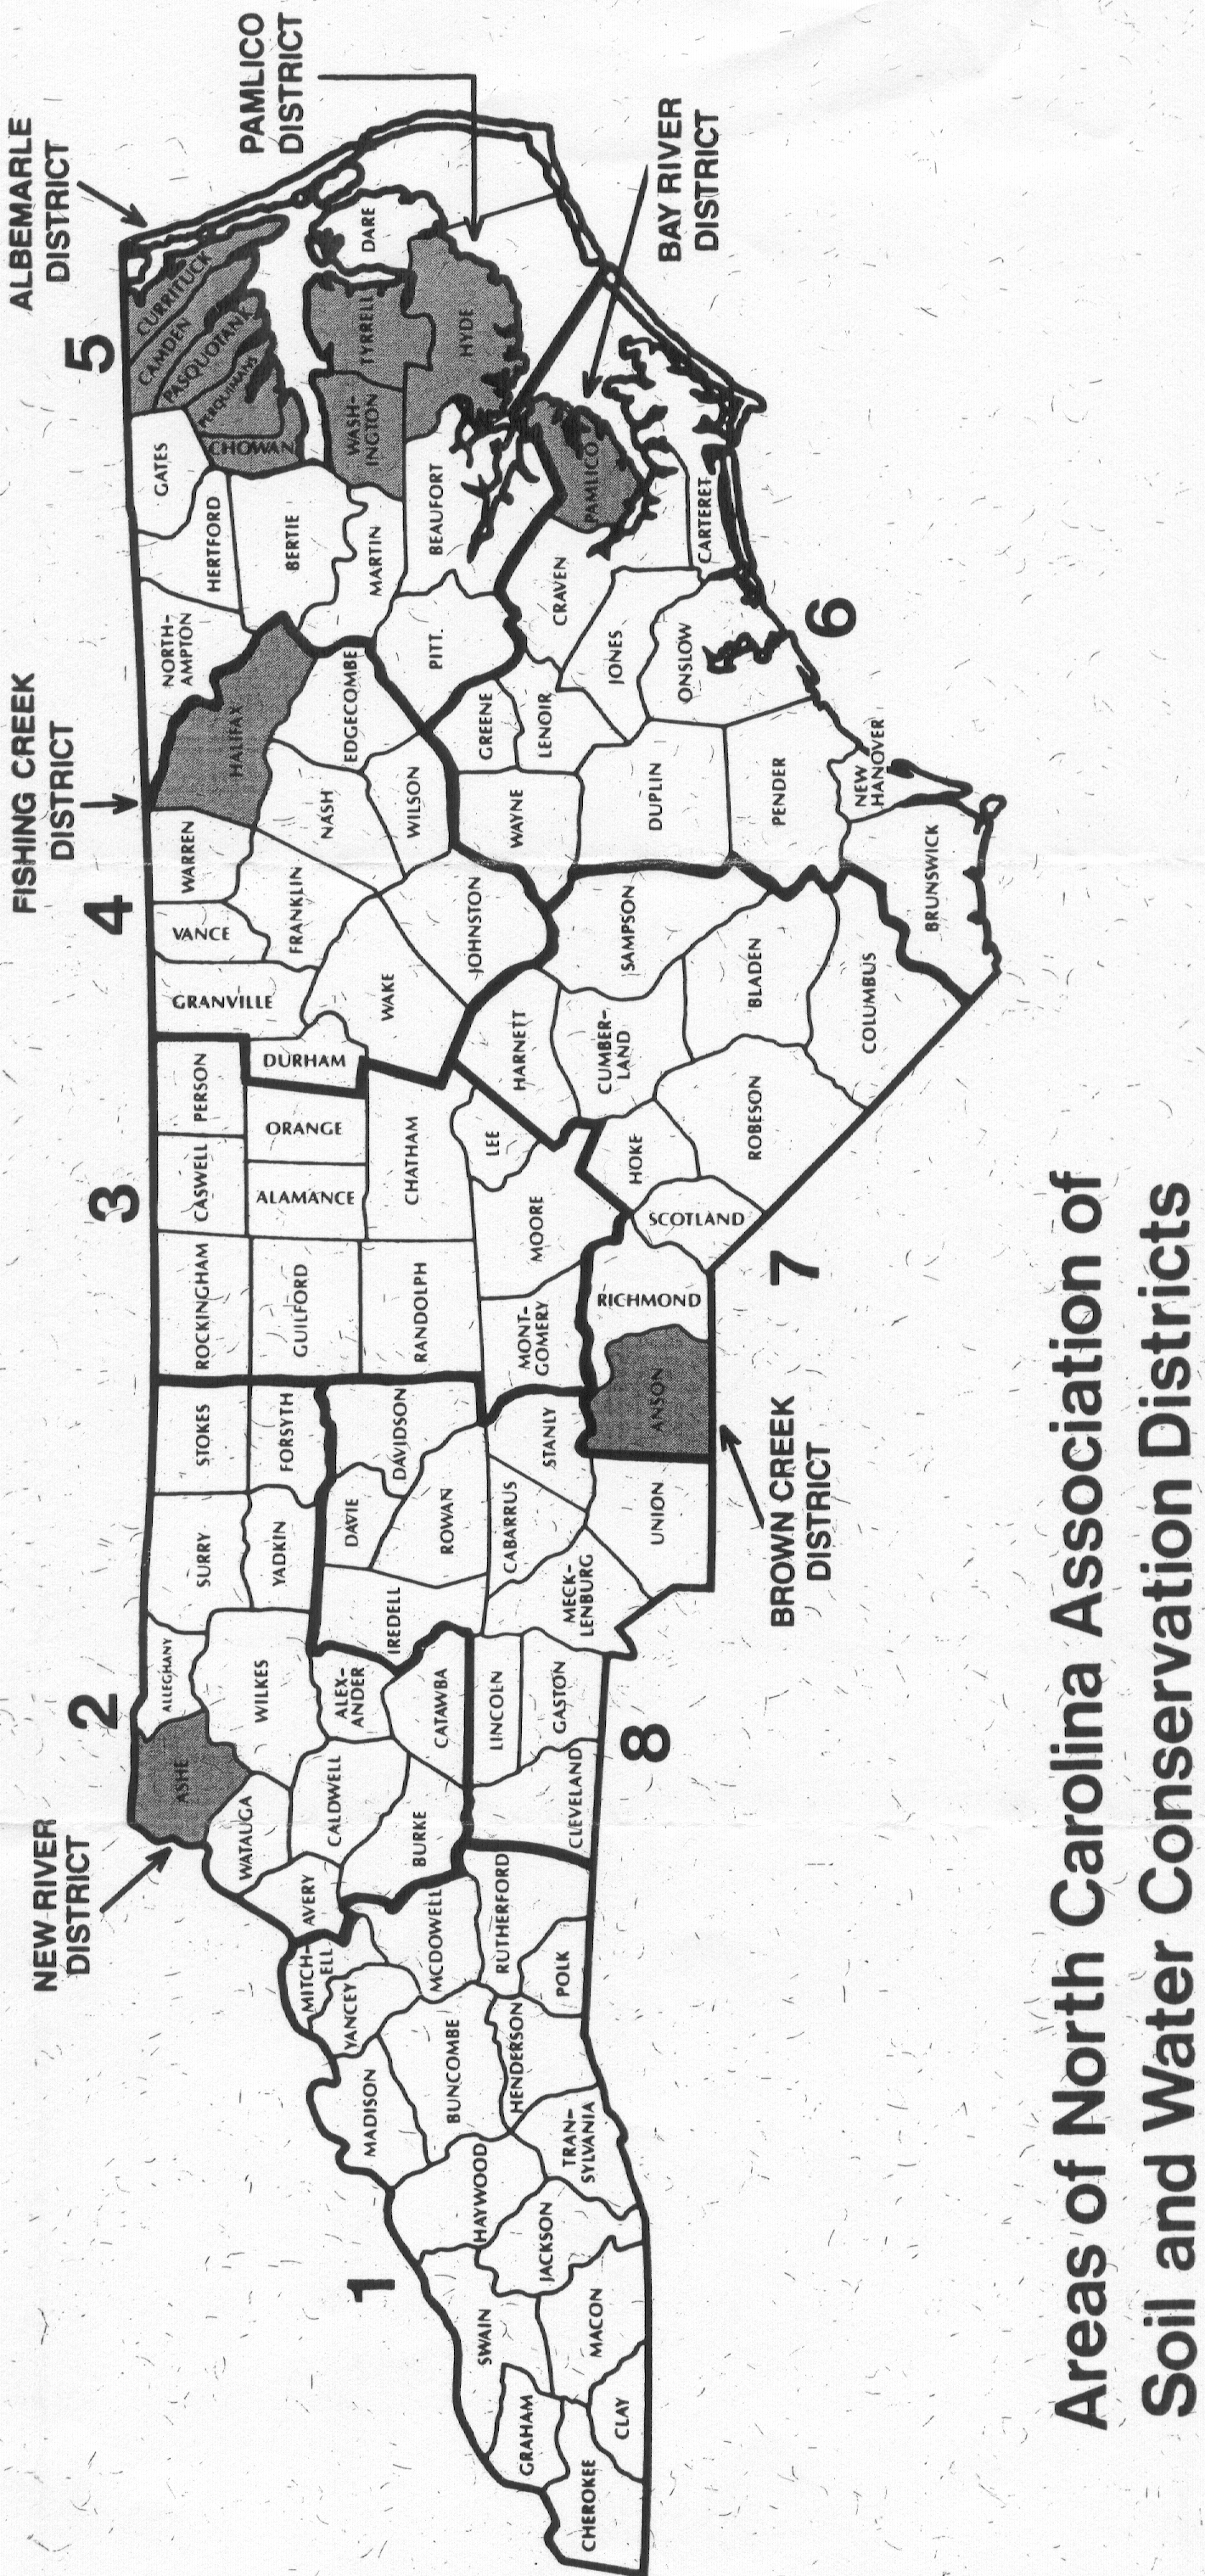 ALBEMARLE
DISTRICT
PAMLICO
DISTRICT
BAY RIVER
DISTRICT
FISHING CREEK
DISTRICT
NEW RIVER
DISTRICT
BROWN CREEK
DISTRICT
1
CHEROKEE
GRAHAM
CLAY
SWAIN
MACON
JACKSON
HAYWOOD
TRAN-
SYLVANIA
MADISON
BUNCOMBE
HENDERSON
YANCEY
MITCH-
ELL
MCDOWELL
RUTHERFORD
POLK
2
AVERY
WATAUGA
ASHE
ALLEGHANY
WILKES
CALDWELL
BURKE
ALEX-
ANDER
CATAWBA
SURRY
YADKIN
STOKES
FORSYTH
8
CLEVELAND
LINCOLN
GASTON
IREDELL
DAVIE
ROWAN
DAVIDSON
CABARRUS
MECK-
LENBURG
STANLY
UNION
3
ROCKINGHAM
GUILFORD
RANDOLPH
MONT-
GOMERY
CASWELL
ALAMANCE
PERSON
ORANGE
CHATHAM
MOORE
LEE
7
ANSON
RICHMOND
SCOTLAND
HOKE
ROBESON
HARNETT
CUMBER-
LAND
SAMPSON
BLADEN
COLUMBUS
4
DURHAM
GRANVILLE
WAKE
VANCE
FRANKLIN
WARREN
JOHNSTON
NASH
WILSON
HALIFAX
EDGECOMBE
5
NORTH-
AMPTON
HERTFORD
GATES
BERTIE
MARTIN
PITT.
BEAUFORT
CHOWAN
PERQUIMANS
PASQUOTANK
CAMDEN
CURRITUCK
WASH-
INGTON
TYRRELL
DARE
HYDE
6
WAYNE
GREENE
LENOIR
CRAVEN
JONES
PAMLICO
CARTERET
ONSLOW
DUPLIN
PENDER
NEW
HANOVER
BRUNSWICK
Areas of North Carolina Association of
Soil and Water Conservation Districts